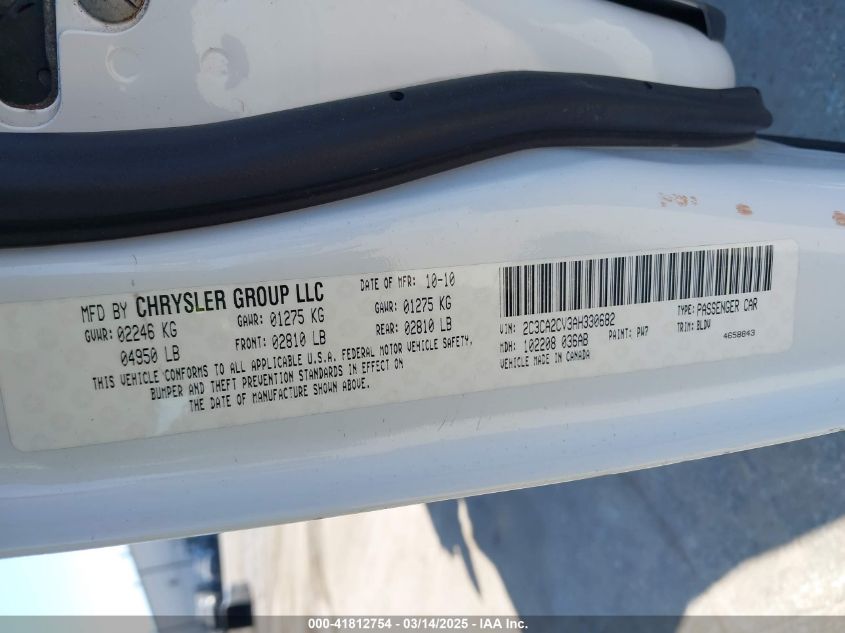 MFD BY CHRYSLER GROUP LLC
DATE OF MFR: 10-10
GVWR: 02246 KG
GAWR: 01275 KG
GAWR: 01275 KG
04950 LB
FRONT: 02810 LB
REAR: 02810 LB
THIS VEHICLE CONFORMS TO ALL APPLICABLE U.S.A. FEDERAL MOTOR VEHICLE SAFETY,
BUMPER AND THEFT PREVENTION STANDARDS IN EFFECT ON
THE DATE OF MANUFACTURE SHOWN ABOVE.
VIN: 2C3CA2CV3AH330682
TYPE: PASSENGER CAR
MDH: 102208 036AB
PAINT: PW7
TRIM: BLDV
VEHICLE MADE IN CANADA
4658843
000-41812754 — 03/14/2025 — IAA Inc.